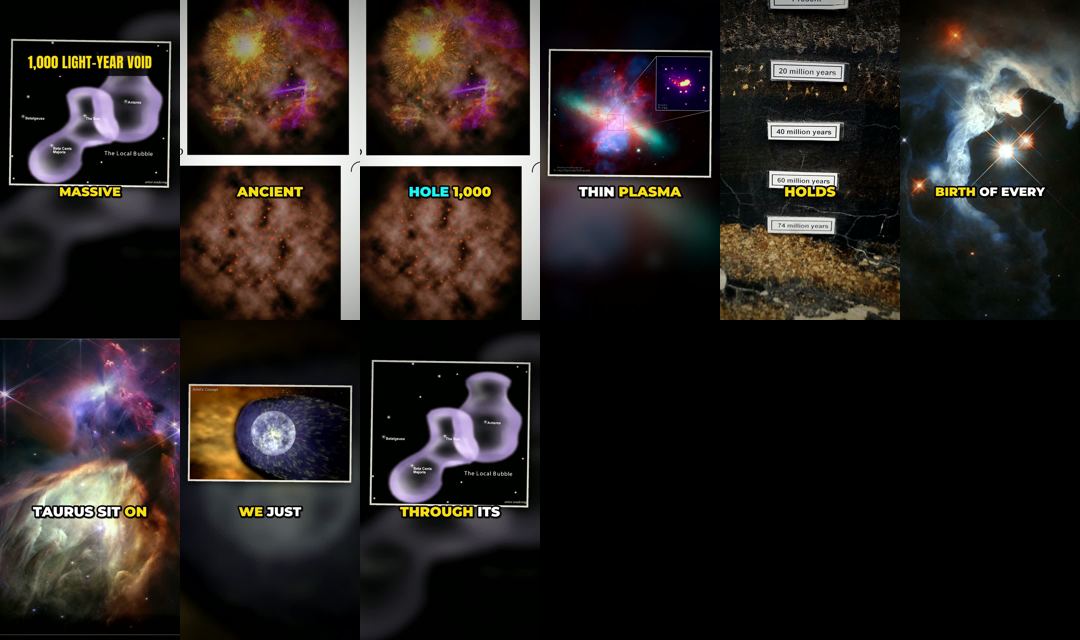 1,000 LIGHT-YEAR VOID
Antares
Betelgeuse
The Sun
Beta Canis
Majoris
The Local Bubble
MASSIVE
ANCIENT
HOLE 1,000
THIN PLASMA
20 million years
40 million years
60 million years
HOLDS
74 million years
BIRTH OF EVERY
TAURUS SIT ON
Artist's Concept
WE JUST
Antares
Betelgeuse
The Sun
Beta Canis
Majoris
The Local Bubble
THROUGH ITS